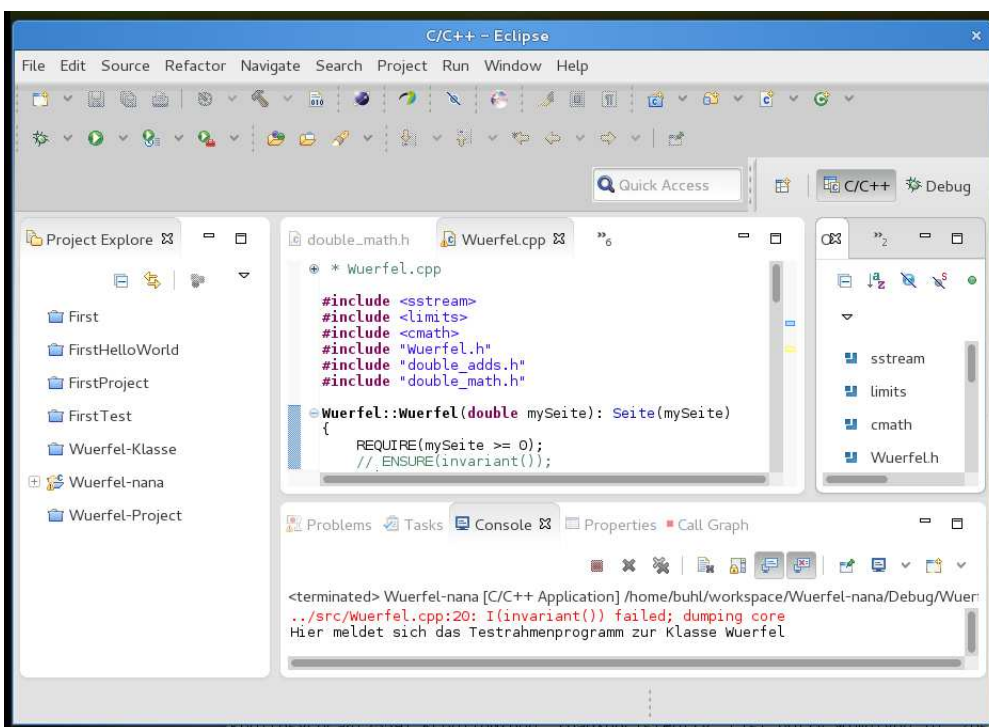 C/C++ – Eclipse
File Edit Source Refactor Navigate Search Project Run Window Help
010
Quick Access
C/C++
Debug
Project Explore
double_math.h
Wuerfel.cpp
»6
»2
* Wuerfel.cpp
#include <sstream>
#include <limits>
#include <cmath>
#include "Wuerfel.h"
#include "double_adds.h"
#include "double_math.h"
Wuerfel::Wuerfel(double mySeite): Seite(mySeite)
{
REQUIRE(mySeite >= 0);
// ENSURE(invariant());
First
FirstHelloWorld
FirstProject
FirstTest
Wuerfel-Klasse
Wuerfel-nana
Wuerfel-Project
sstream
limits
cmath
Wuerfel.h
Problems Tasks Console Properties Call Graph
<terminated> Wuerfel-nana [C/C++ Application] /home/buhl/workspace/Wuerfel-nana/Debug/Wuer
../src/Wuerfel.cpp:20: I(invariant()) failed; dumping core
Hier meldet sich das Testrahmenprogramm zur Klasse Wuerfel